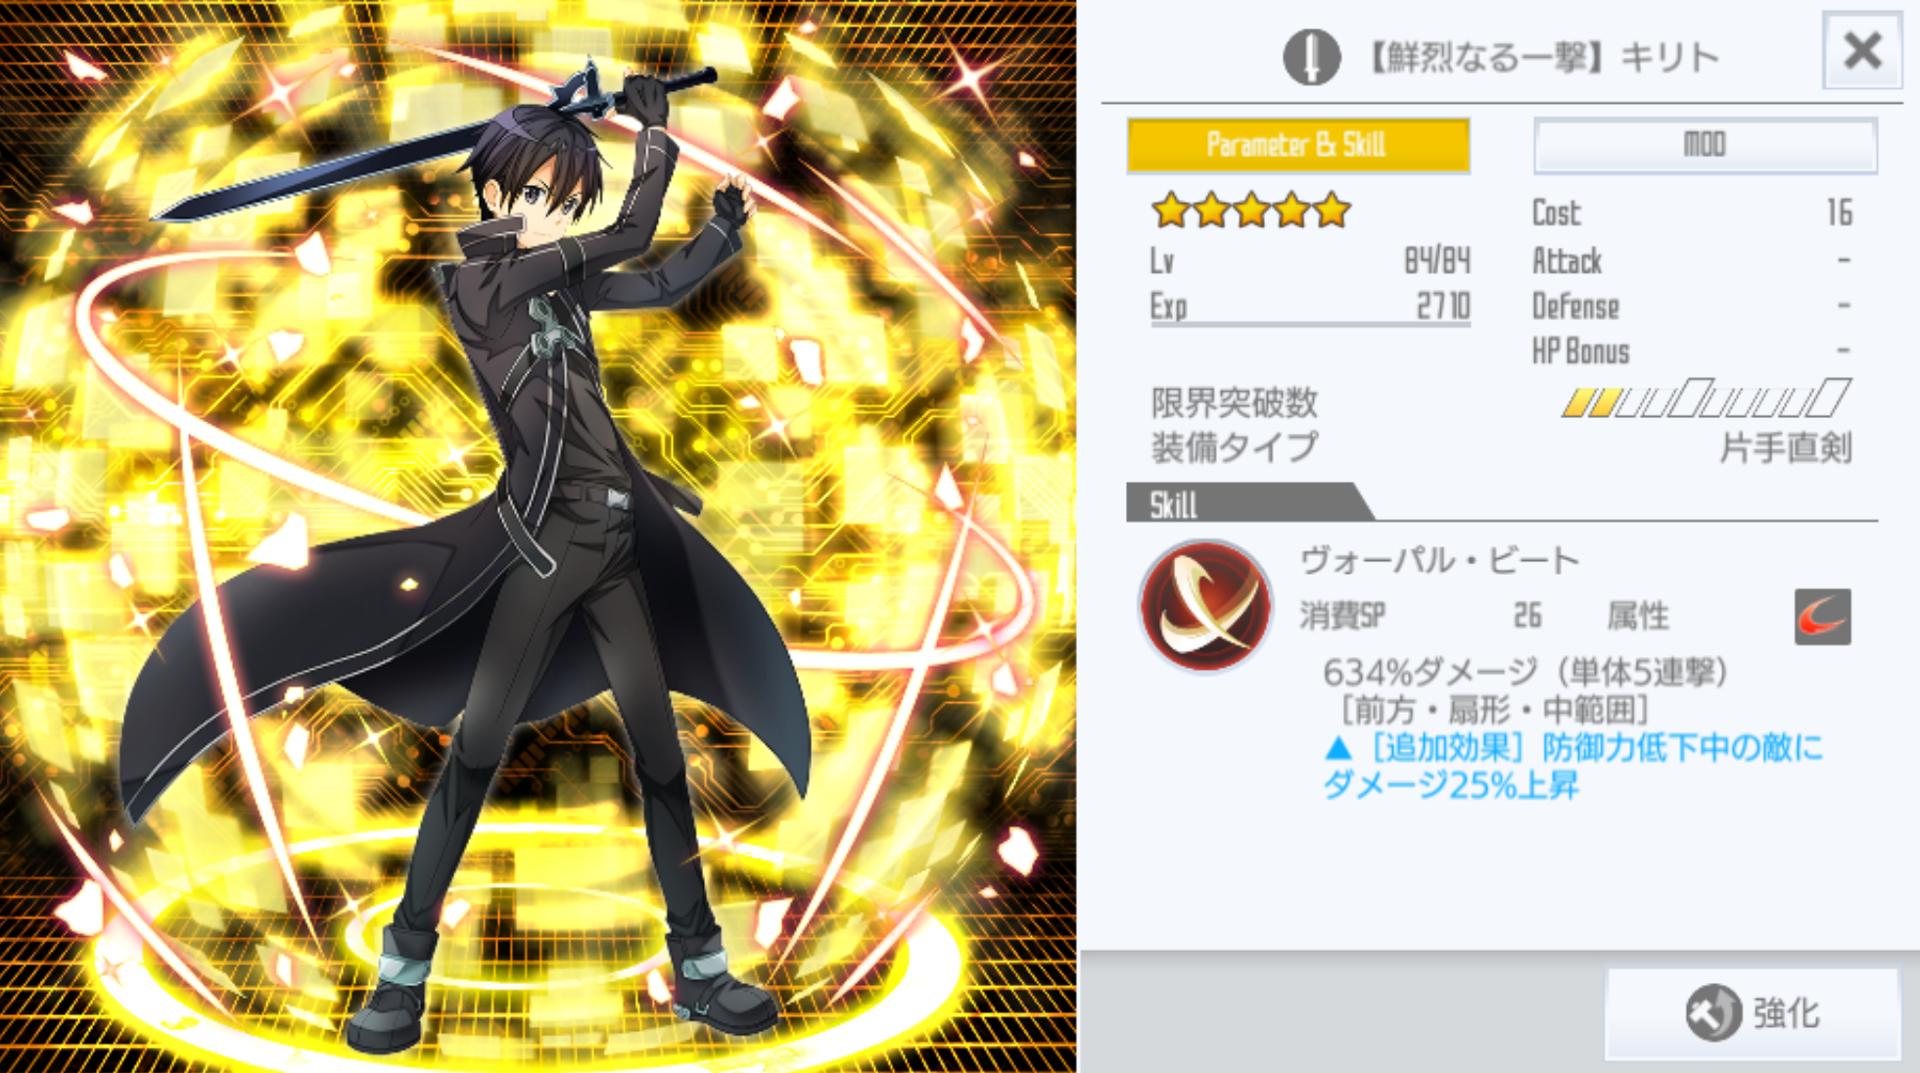 【鮮烈なる一撃】キリト
Parameter & Skill
MOD
Lv 84/84
Exp 2710
Cost 16
Attack -
Defense -
HP Bonus -
限界突破数
装備タイプ 片手直剣
Skill
ヴォーパル・ビート
消費SP 26 属性
634%ダメージ（単体5連撃）
［前方・扇形・中範囲］
▲［追加効果］防御力低下中の敵に
ダメージ25%上昇
強化